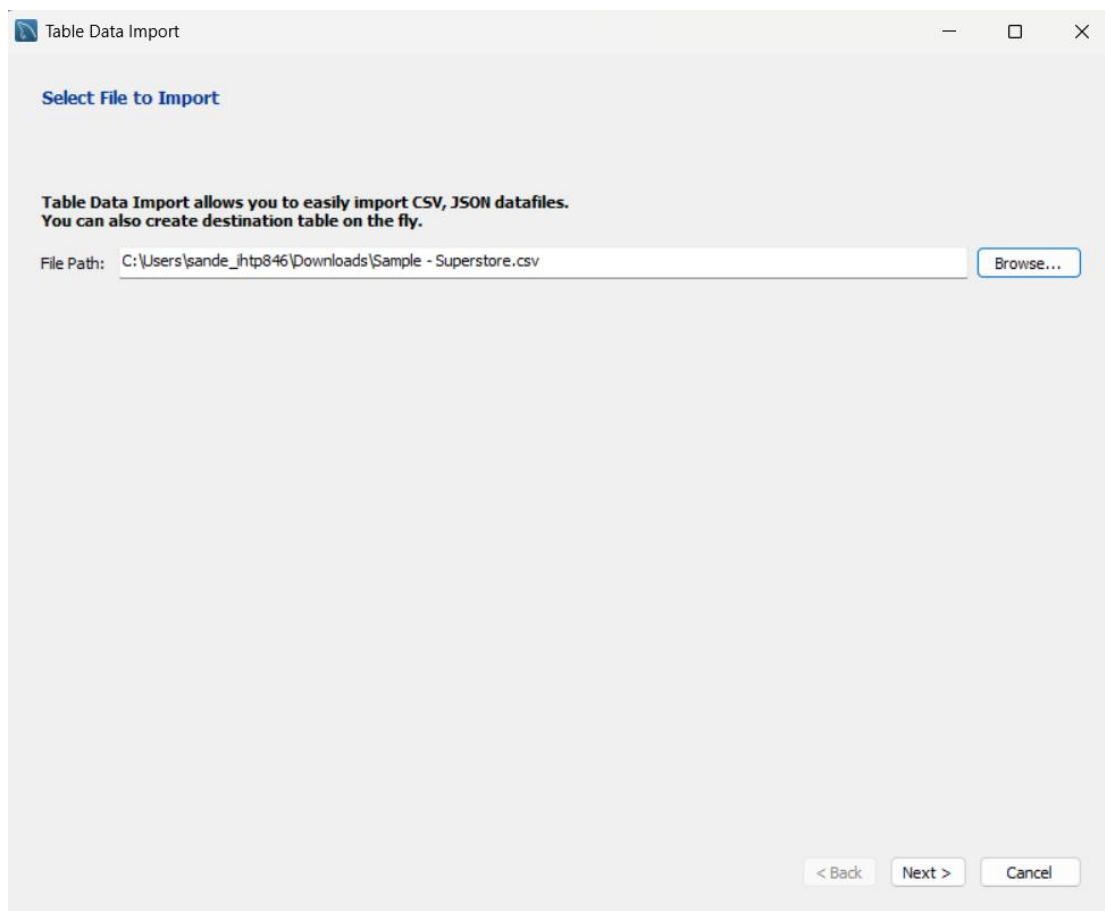 Table Data Import
Select File to Import
Table Data Import allows you to easily import CSV, JSON datafiles.
You can also create destination table on the fly.
File Path: C:\Users\sande_jhtp846\Downloads\Sample - Superstore.csv Browse...
< Back Next > Cancel